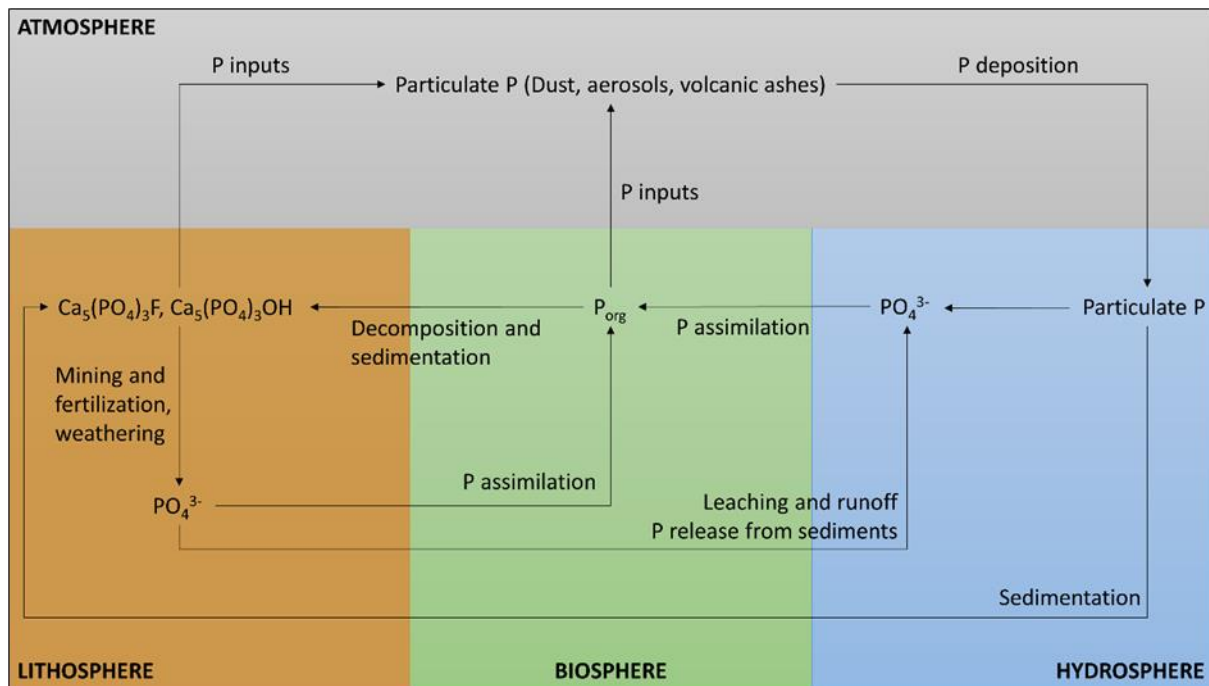 ATMOSPHERE
P inputs
P deposition
Particulate P (Dust, aerosols, volcanic ashes)
P inputs
Ca₅(PO₄)₃F, Ca₅(PO₄)₃OH
P_org
PO₄³⁻
Particulate P
Decomposition and
sedimentation
P assimilation
Mining and
fertilization,
weathering
P assimilation
PO₄³⁻
Leaching and runoff
P release from sediments
Sedimentation
LITHOSPHERE
BIOSPHERE
HYDROSPHERE